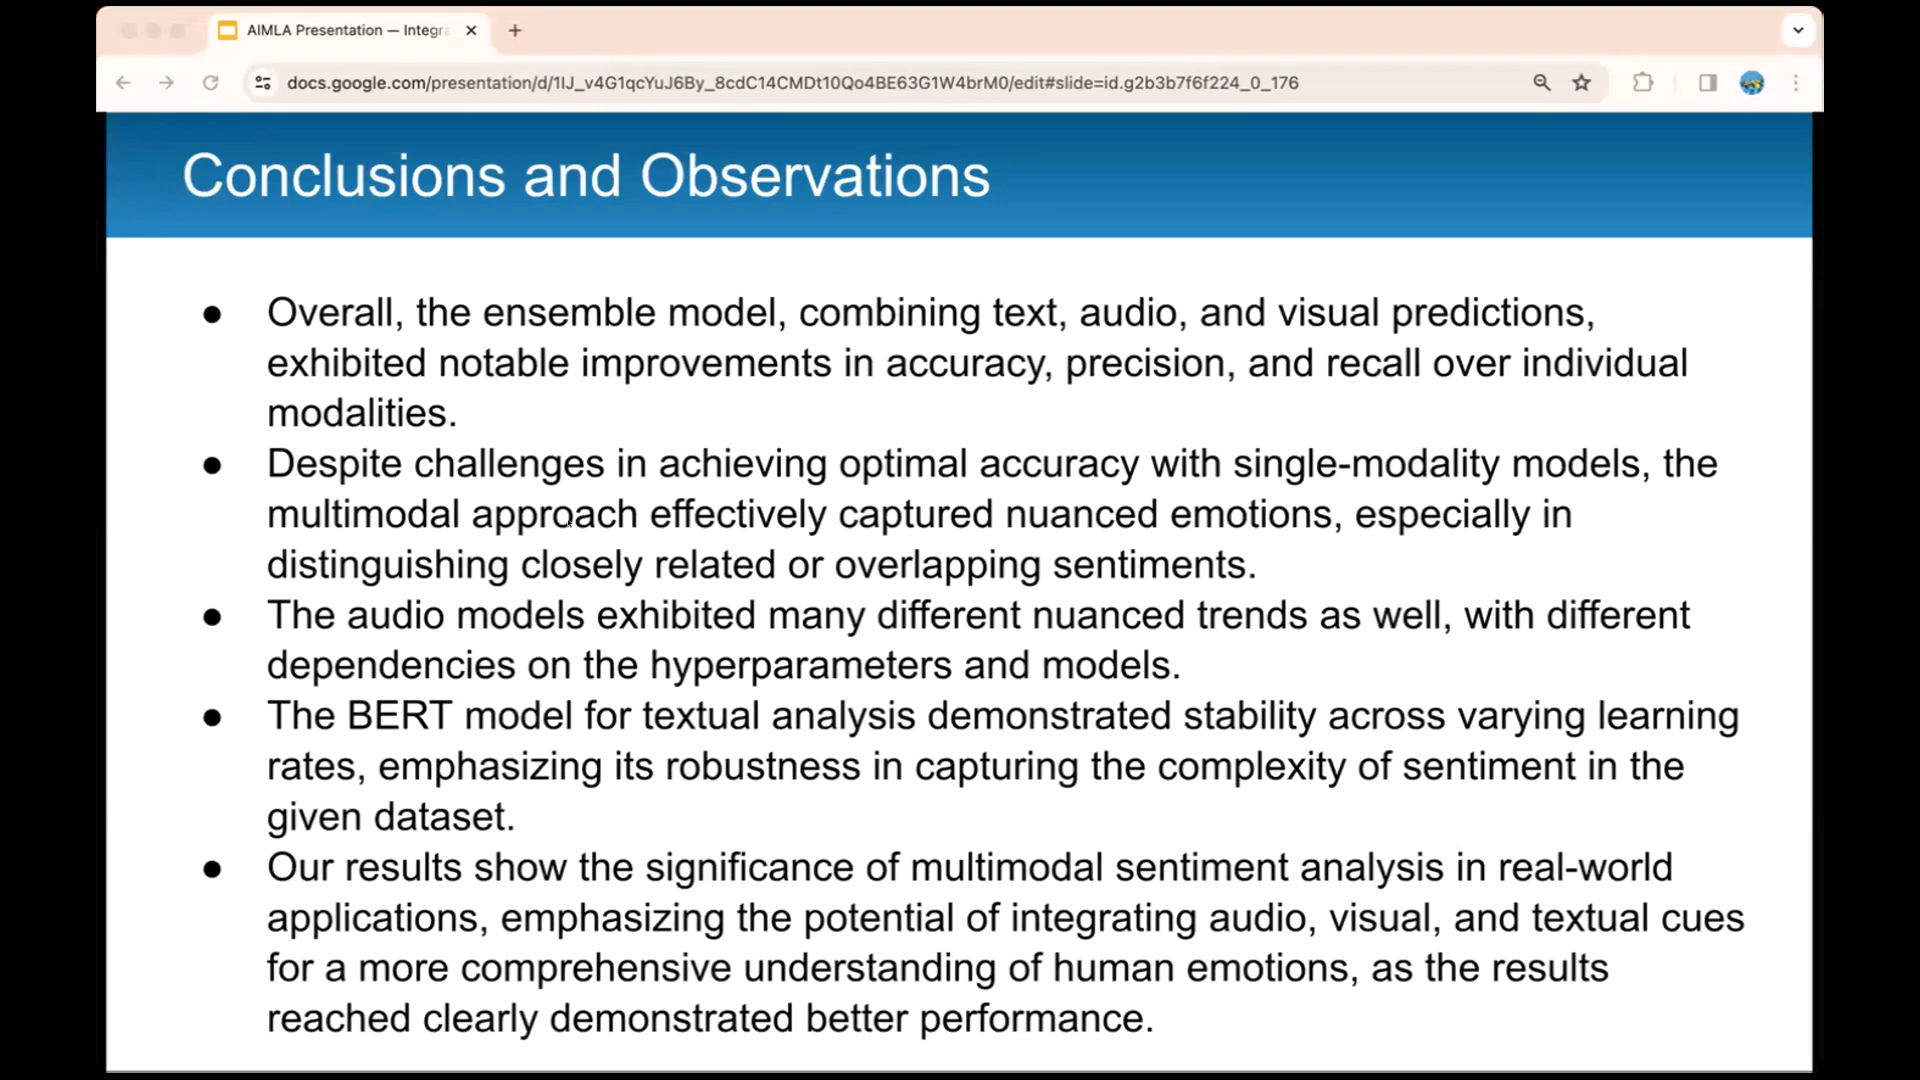 AIMLA Presentation — Integra
docs.google.com/presentation/d/1IJ_v4G1qcYuJ6By_8cdC14CMDt10Qo4BE63G1W4brM0/edit#slide=id.g2b3b7f6f224_0_176
Conclusions and Observations
● Overall, the ensemble model, combining text, audio, and visual predictions,
exhibited notable improvements in accuracy, precision, and recall over individual
modalities.
● Despite challenges in achieving optimal accuracy with single-modality models, the
multimodal approach effectively captured nuanced emotions, especially in
distinguishing closely related or overlapping sentiments.
● The audio models exhibited many different nuanced trends as well, with different
dependencies on the hyperparameters and models.
● The BERT model for textual analysis demonstrated stability across varying learning
rates, emphasizing its robustness in capturing the complexity of sentiment in the
given dataset.
● Our results show the significance of multimodal sentiment analysis in real-world
applications, emphasizing the potential of integrating audio, visual, and textual cues
for a more comprehensive understanding of human emotions, as the results
reached clearly demonstrated better performance.